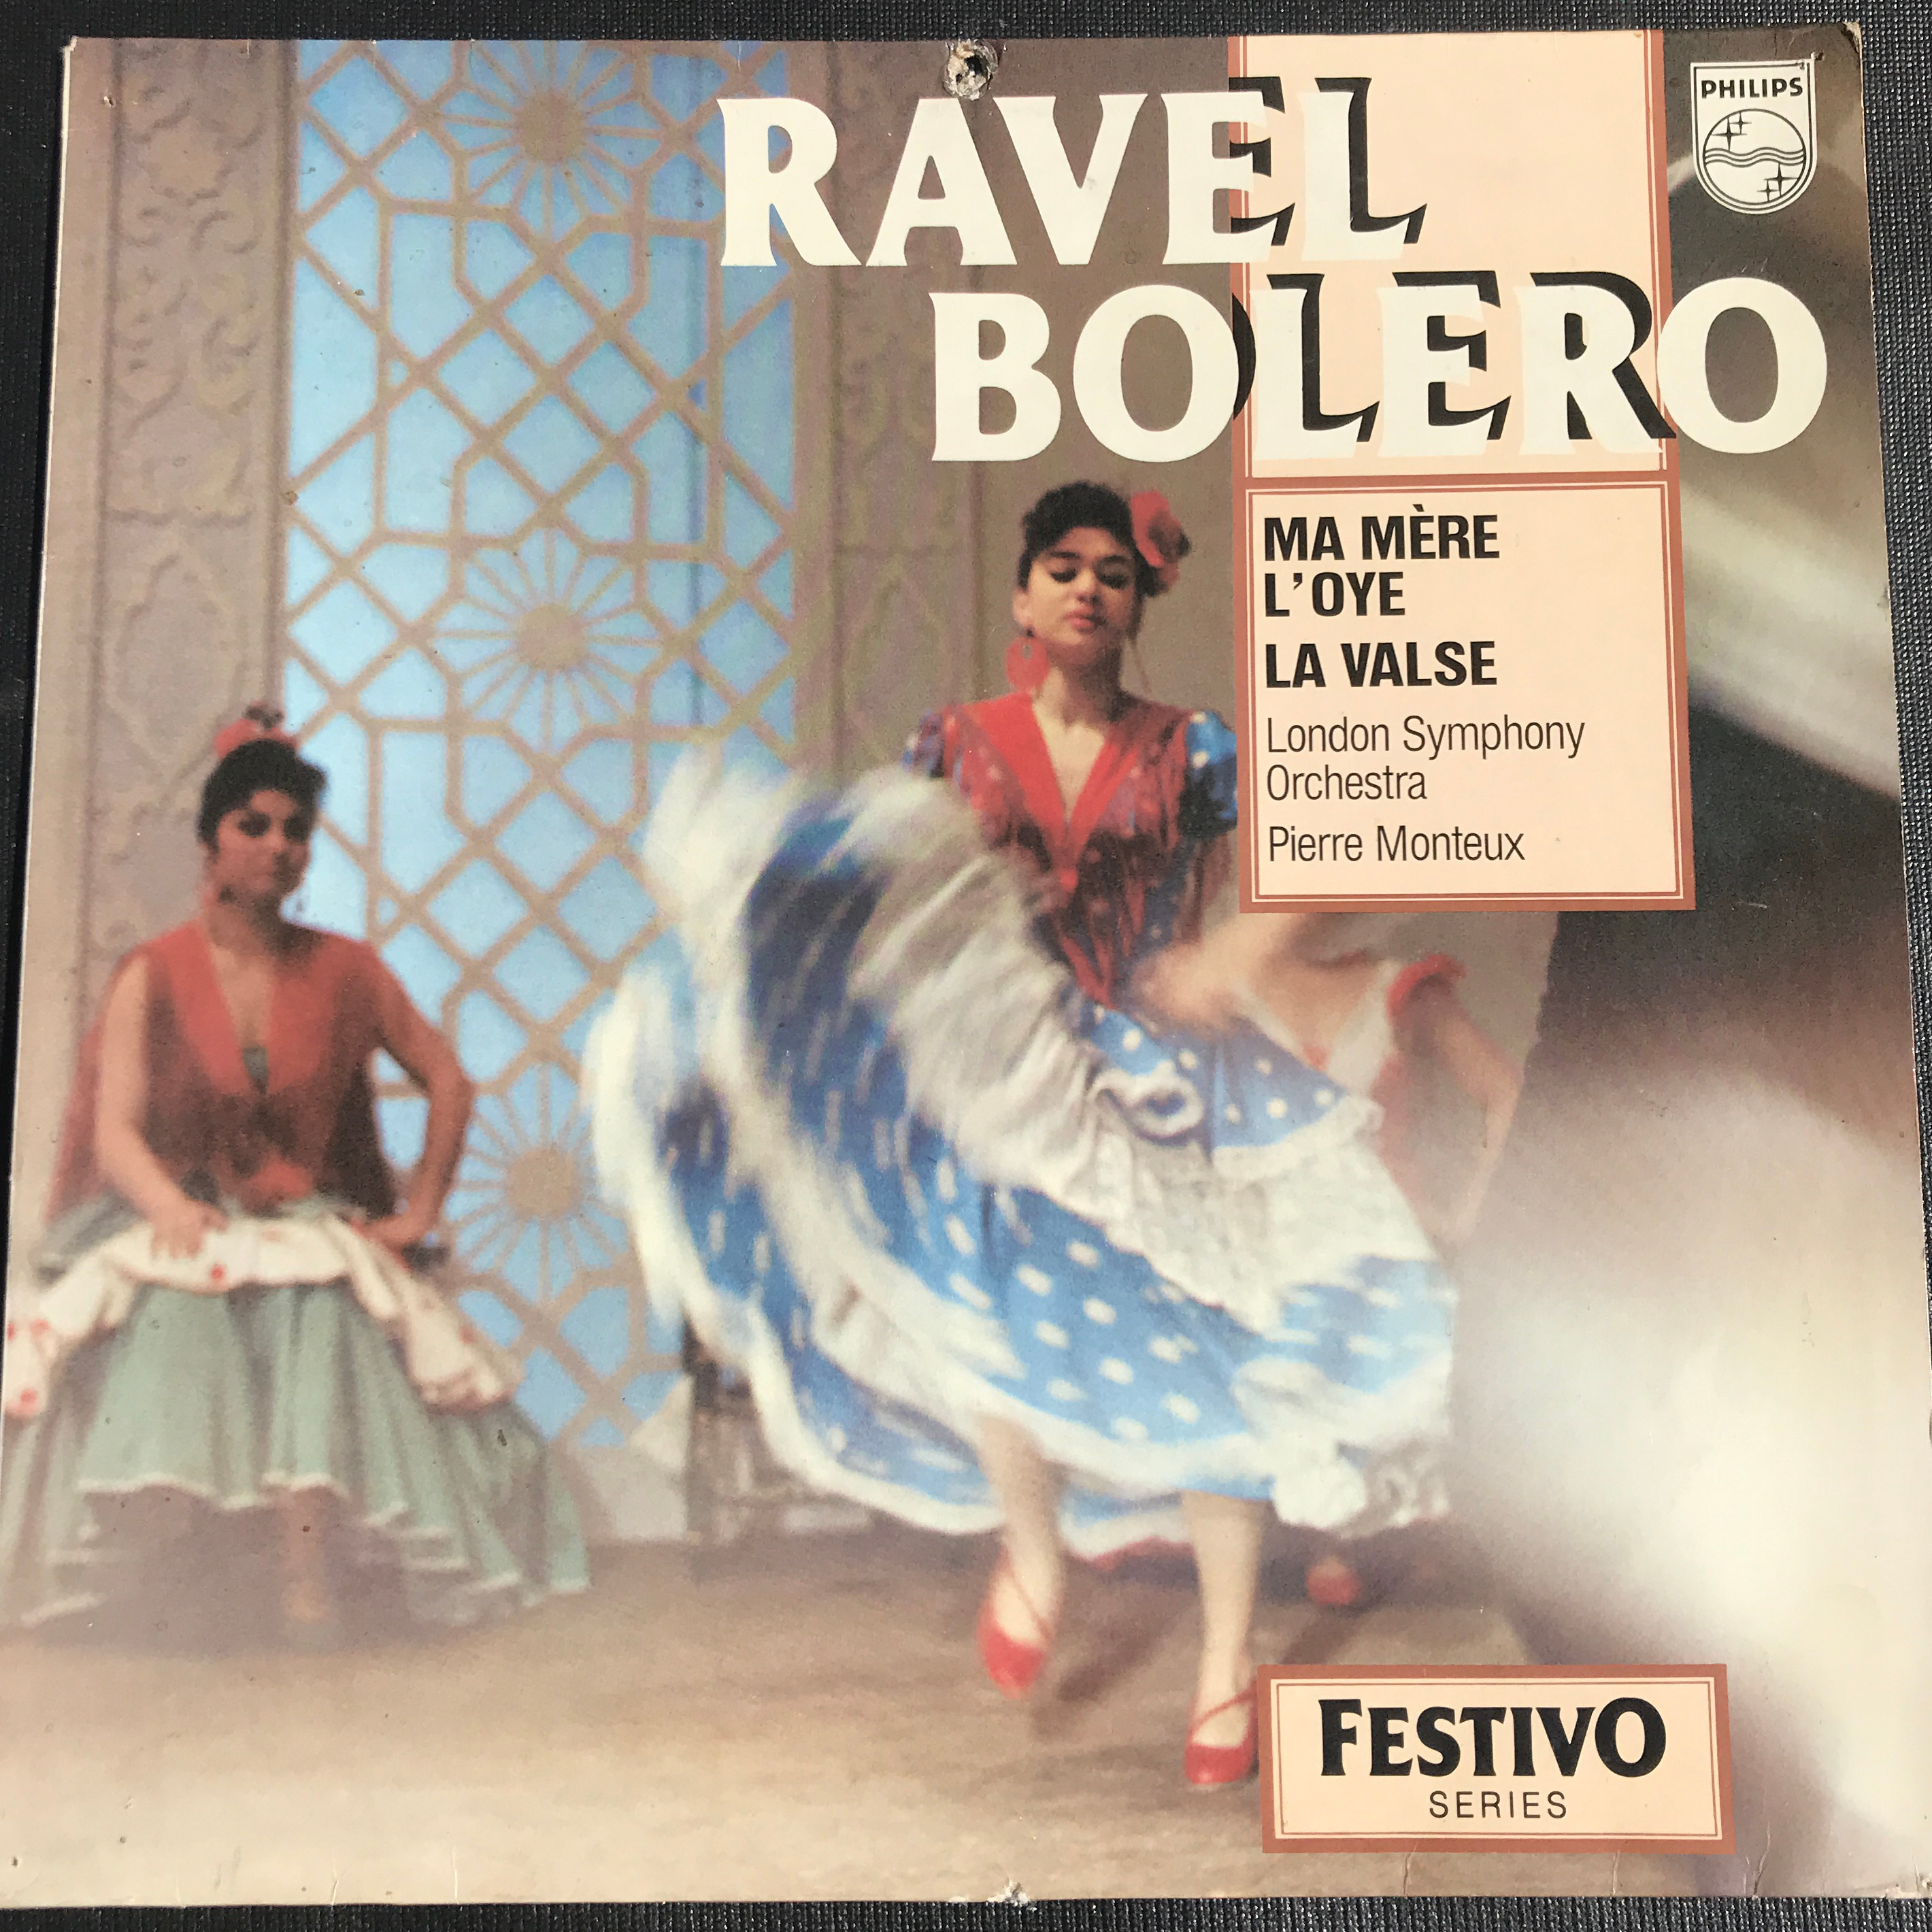 RAVEL
BOLERO
PHILIPS
MA MÈRE
L'OYE
LA VALSE
London Symphony
Orchestra
Pierre Monteux
FESTIVO
SERIES